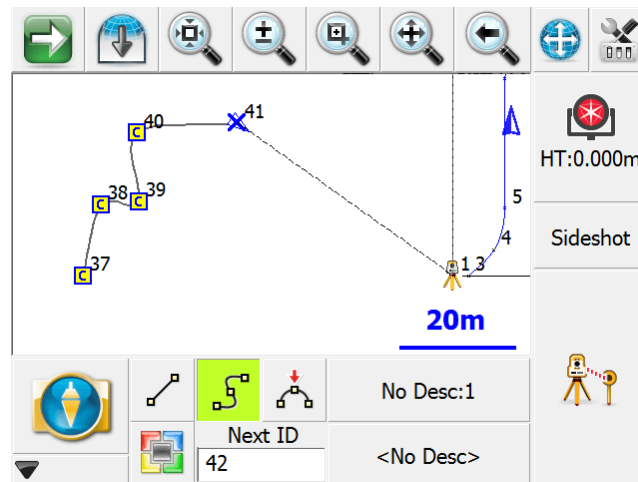 41
40
HT:0.000m
38
39
5
4
Sideshot
37
1
3
20m
No Desc:1
Next ID
42
<No Desc>
C
C
C
C